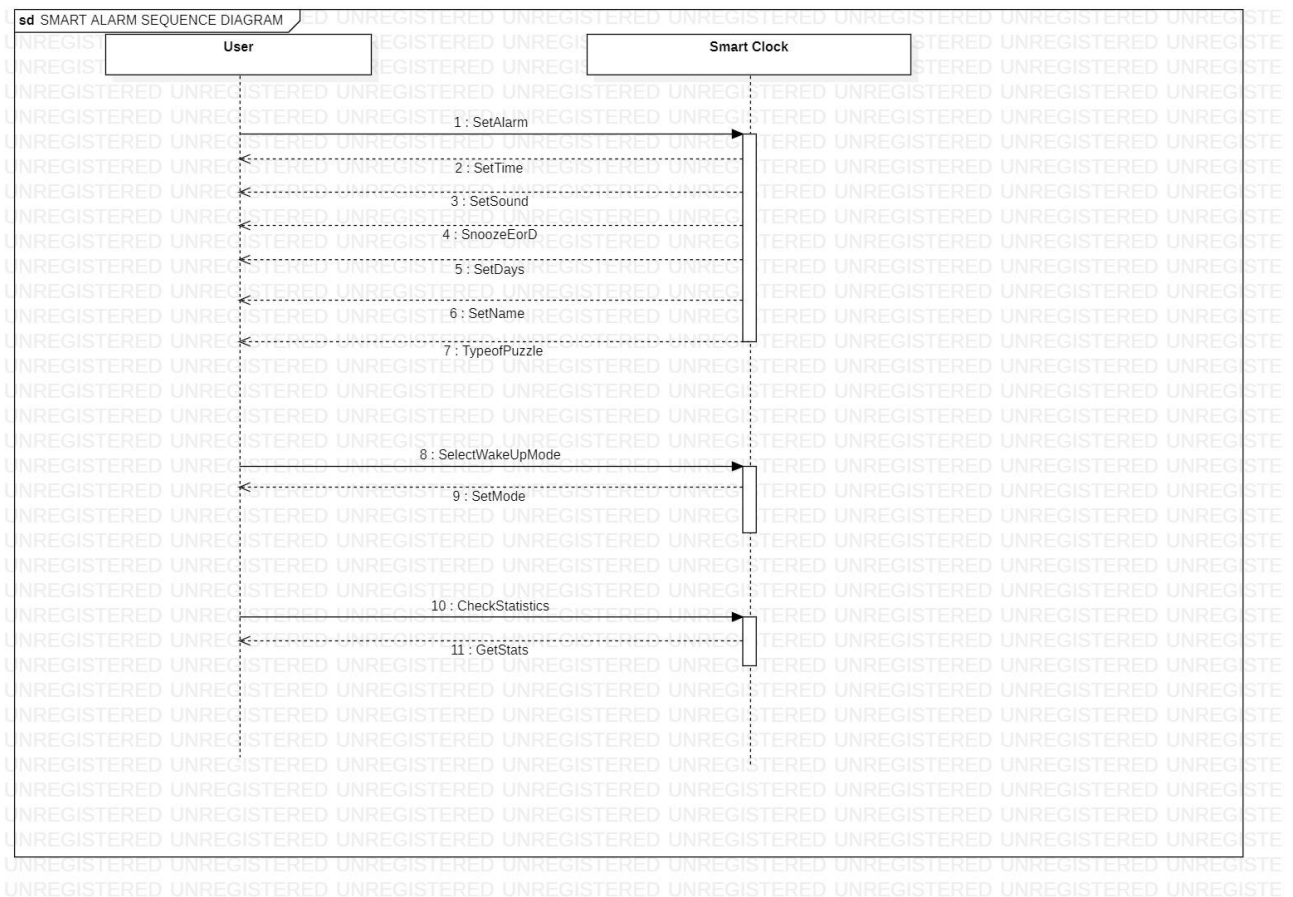 sd SMART ALARM SEQUENCE DIAGRAM
User
Smart Clock
1 : SetAlarm
2 : SetTime
3 : SetSound
4 : SnoozeEorD
5 : SetDays
6 : SetName
7 : TypeofPuzzle
8 : SelectWakeUpMode
9 : SetMode
10 : CheckStatistics
11 : GetStats
UNREGISTERED